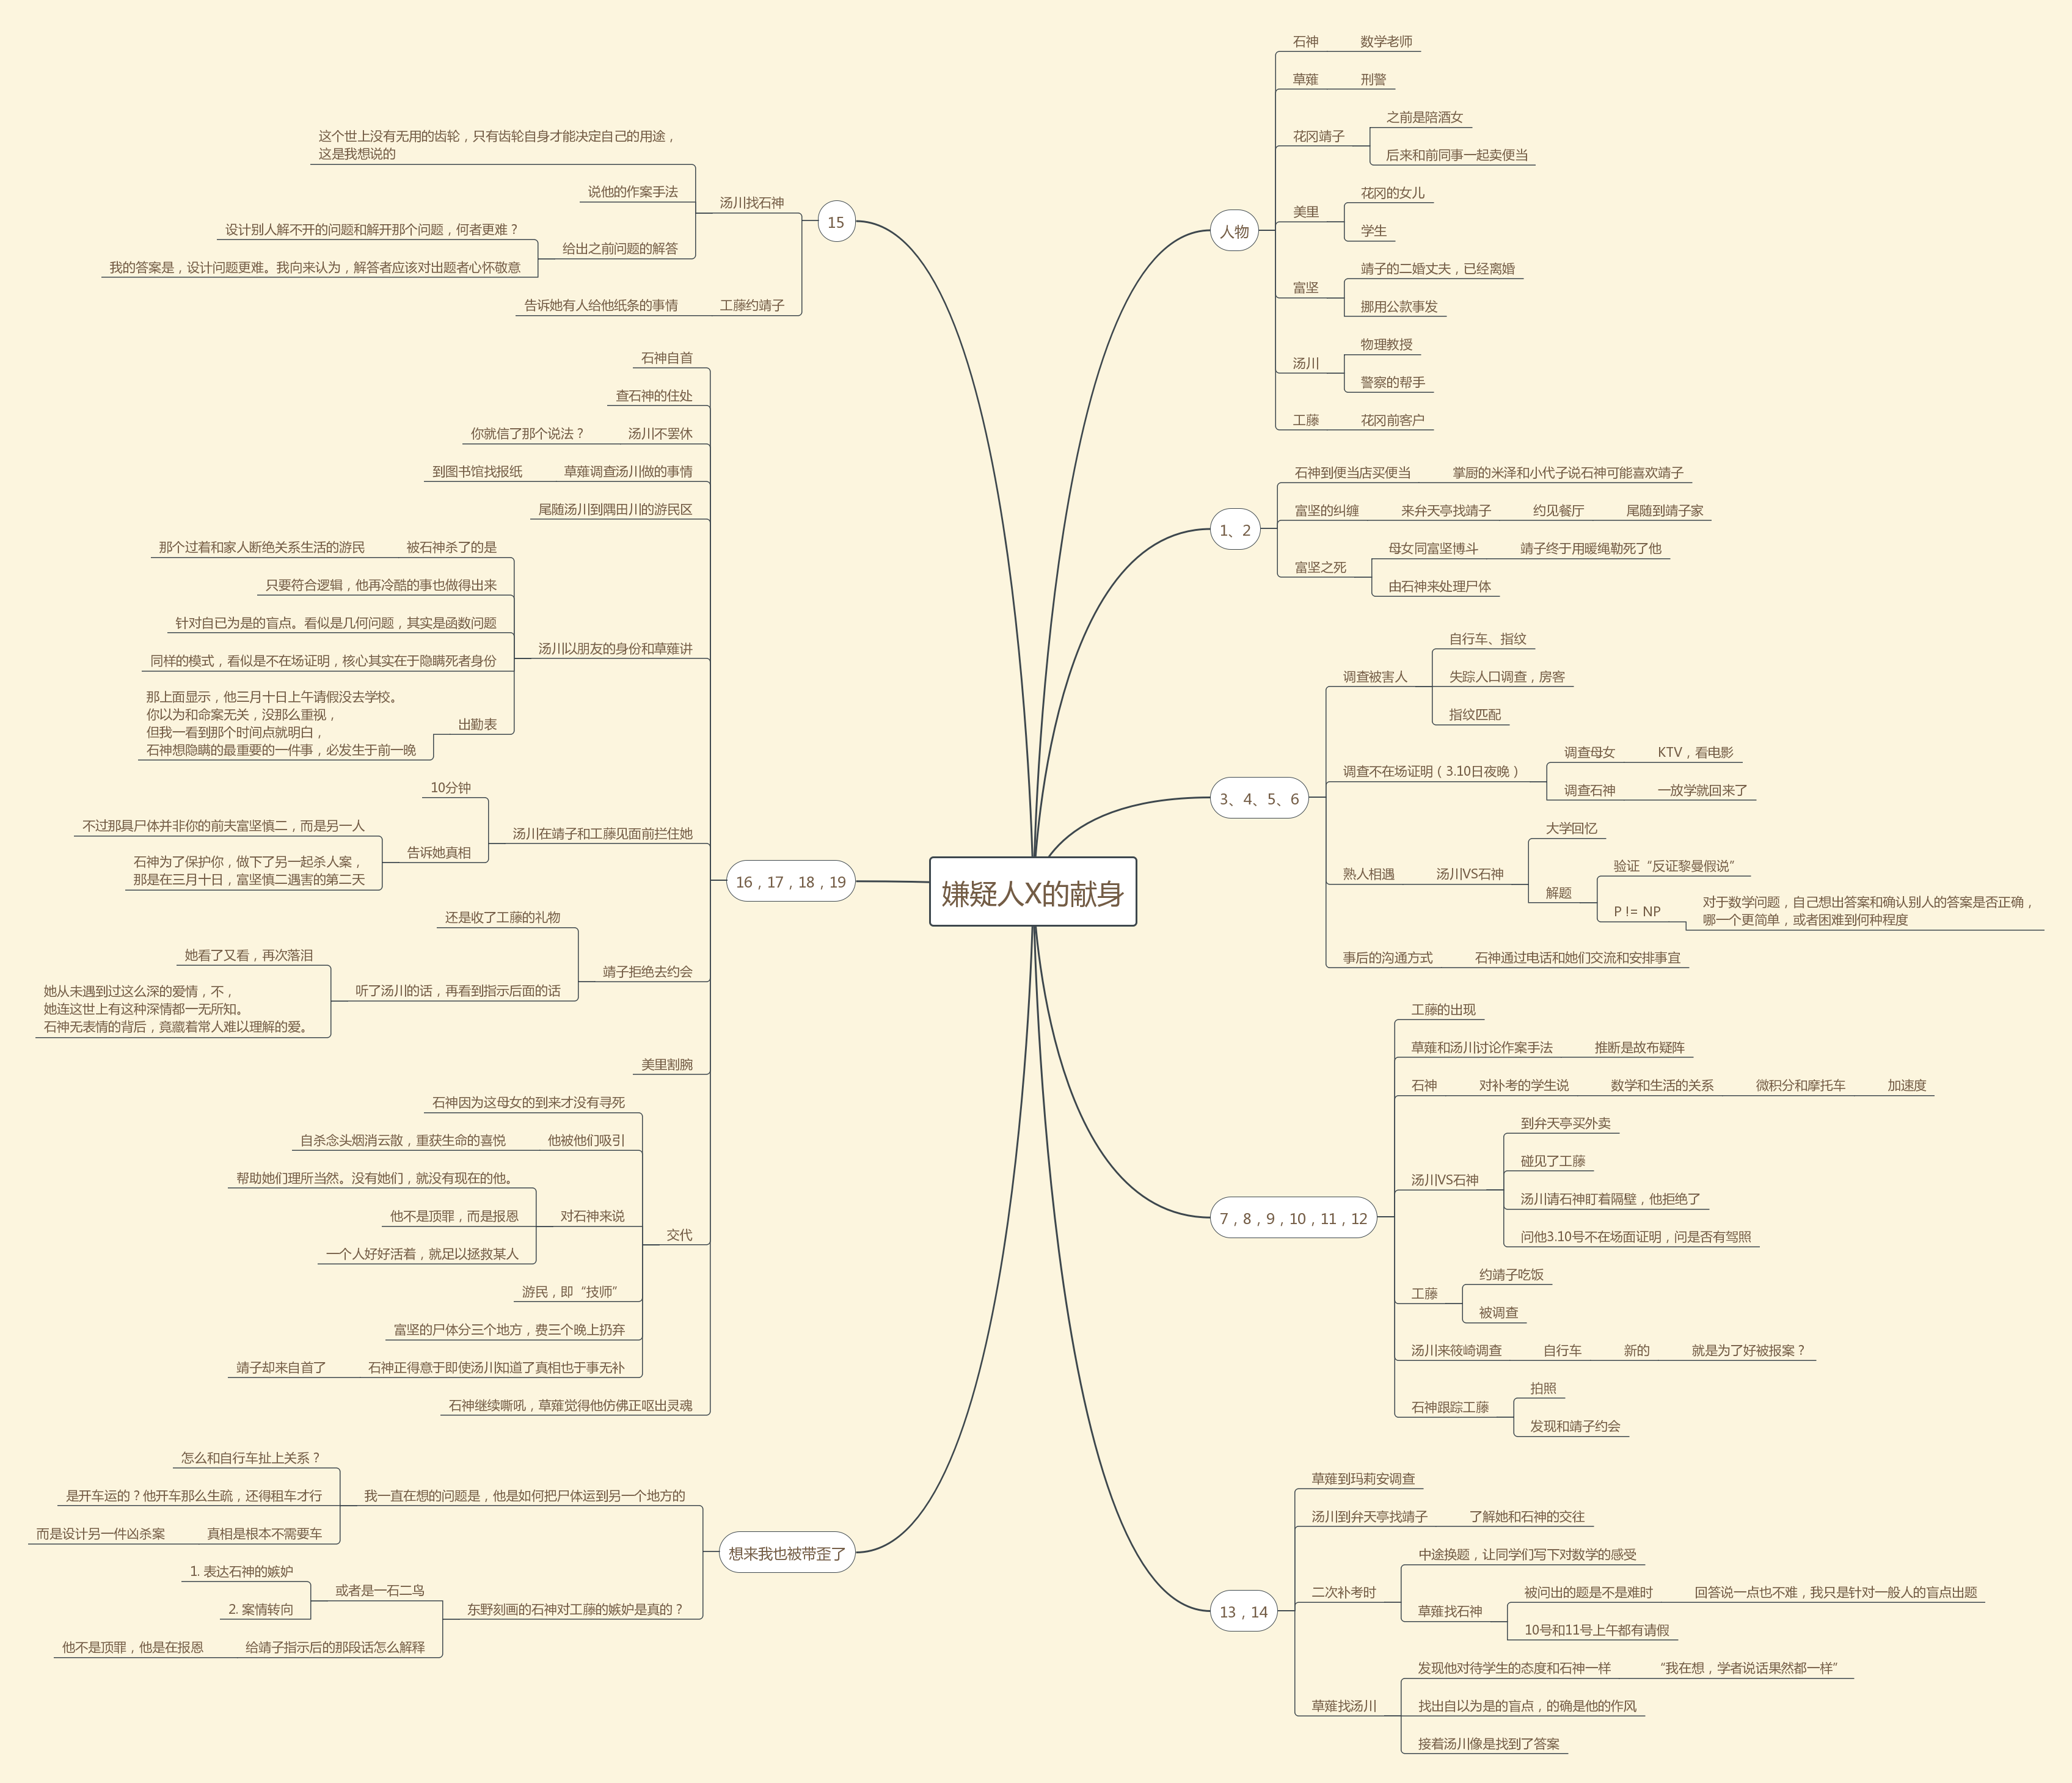 嫌疑人X的献身
人物
石神
数学老师
草薙
刑警
花冈靖子
之前是陪酒女
后来和前同事一起卖便当
美里
花冈的女儿
学生
富坚
靖子的二婚丈夫，已经离婚
挪用公款事发
汤川
物理教授
警察的帮手
工藤
花冈前客户
1、2
石神到便当店买便当
掌厨的米泽和小代子说石神可能喜欢靖子
富坚的纠缠
来弁天亭找靖子
约见餐厅
尾随到靖子家
富坚之死
母女同富坚博斗
靖子终于用暖绳勒死了他
由石神来处理尸体
3、4、5、6
调查被害人
自行车、指纹
失踪人口调查，房客
指纹匹配
调查不在场证明（3.10日夜晚）
调查母女
KTV，看电影
调查石神
一放学就回来了
熟人相遇
汤川VS石神
大学回忆
解题
验证“反证黎曼假说”
P != NP
对于数学问题，自己想出答案和确认别人的答案是否正确，
哪一个更简单，或者困难到何种程度
事后的沟通方式
石神通过电话和她们交流和安排事宜
7，8，9，10，11，12
工藤的出现
草薙和汤川讨论作案手法
推断是故布疑阵
石神
对补考的学生说
数学和生活的关系
微积分和摩托车
加速度
汤川VS石神
到弁天亭买外卖
碰见了工藤
汤川请石神盯着隔壁，他拒绝了
问他3.10号不在场面证明，问是否有驾照
工藤
约靖子吃饭
被调查
汤川来筱崎调查
自行车
新的
就是为了好被报案？
石神跟踪工藤
拍照
发现和靖子约会
13，14
草薙到玛莉安调查
汤川到弁天亭找靖子
了解她和石神的交往
二次补考时
中途换题，让同学们写下对数学的感受
草薙找石神
被问出的题是不是难时
回答说一点也不难，我只是针对一般人的盲点出题
10号和11号上午都有请假
草薙找汤川
发现他对待学生的态度和石神一样
“我在想，学者说话果然都一样”
找出自以为是的盲点，的确是他的作风
接着汤川像是找到了答案
15
汤川找石神
这个世上没有无用的齿轮，只有齿轮自身才能决定自己的用途，
这是我想说的
说他的作案手法
给出之前问题的解答
设计别人解不开的问题和解开那个问题，何者更难？
我的答案是，设计问题更难。我向来认为，解答者应该对出题者心怀敬意
工藤约靖子
告诉她有人给他纸条的事情
16，17，18，19
石神自首
查石神的住处
汤川不罢休
你就信了那个说法？
草薙调查汤川做的事情
到图书馆找报纸
尾随汤川到隅田川的游民区
汤川以朋友的身份和草薙讲
被石神杀了的是
那个过着和家人断绝关系生活的游民
只要符合逻辑，他再冷酷的事也做得出来
针对自已为是的盲点。看似是几何问题，其实是函数问题
同样的模式，看似是不在场证明，核心其实在于隐瞒死者身份
出勤表
那上面显示，他三月十日上午请假没去学校。
你以为和命案无关，没那么重视，
但我一看到那个时间点就明白，
石神想隐瞒的最重要的一件事，必发生于前一晚
汤川在靖子和工藤见面前拦住她
10分钟
告诉她真相
不过那具尸体并非你的前夫富坚慎二，而是另一人
石神为了保护你，做下了另一起杀人案，
那是在三月十日，富坚慎二遇害的第二天
靖子拒绝去约会
还是收了工藤的礼物
听了汤川的话，再看到指示后面的话
她看了又看，再次落泪
她从未遇到过这么深的爱情，不，
她连这世上有这种深情都一无所知。
石神无表情的背后，竟藏着常人难以理解的爱。
美里割腕
交代
石神因为这母女的到来才没有寻死
他被他们吸引
自杀念头烟消云散，重获生命的喜悦
对石神来说
帮助她们理所当然。没有她们，就没有现在的他。
他不是顶罪，而是报恩
一个人好好活着，就足以拯救某人
游民，即“技师”
富坚的尸体分三个地方，费三个晚上扔弃
石神正得意于即使汤川知道了真相也于事无补
靖子却来自首了
石神继续嘶吼，草薙觉得他仿佛正呕出灵魂
想来我也被带歪了
我一直在想的问题是，他是如何把尸体运到另一个地方的
怎么和自行车扯上关系？
是开车运的？他开车那么生疏，还得租车才行
真相是根本不需要车
而是设计另一件凶杀案
东野刻画的石神对工藤的嫉妒是真的？
或者是一石二鸟
1. 表达石神的嫉妒
2. 案情转向
给靖子指示后的那段话怎么解释
他不是顶罪，他是在报恩